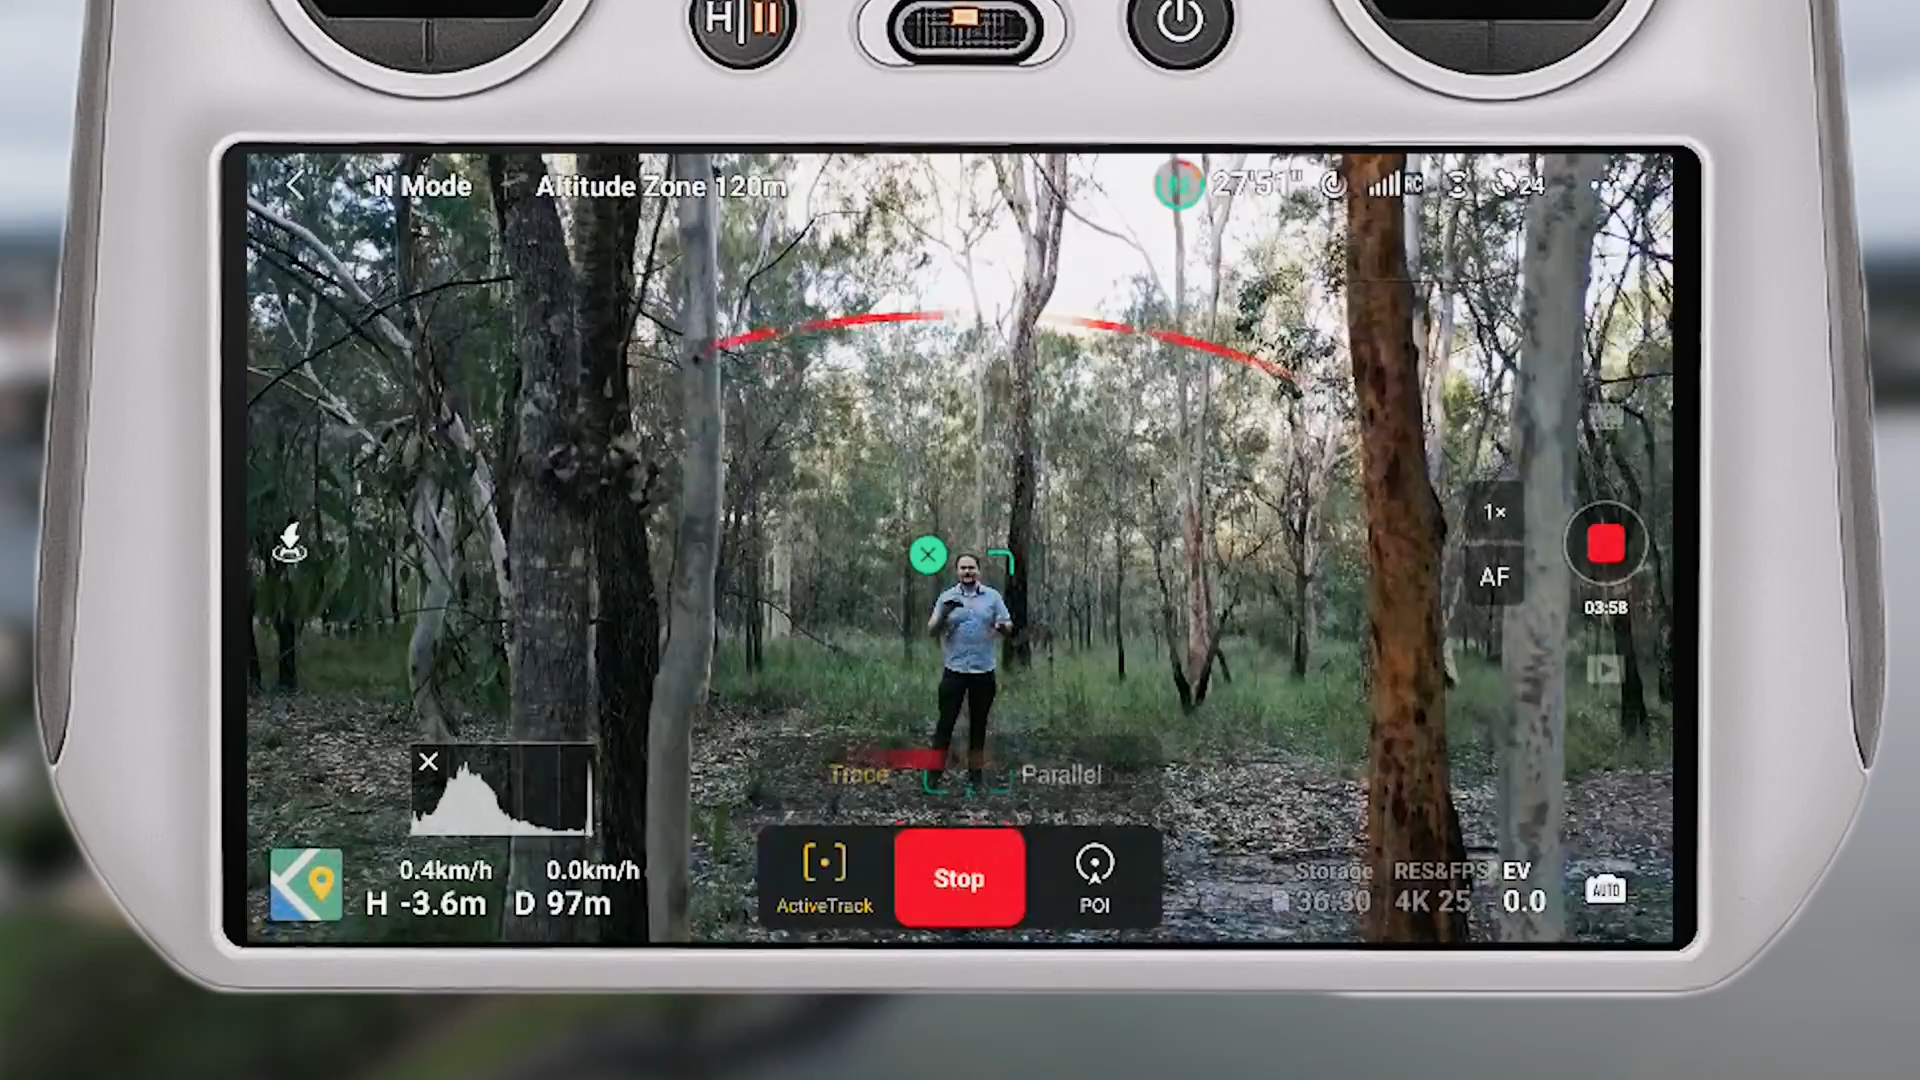 H
N Mode
Altitude Zone 120m
27'51"
RC
24
1×
AF
03:58
Trace
Parallel
0.4km/h
0.0km/h
H -3.6m
D 97m
ActiveTrack
Stop
POI
Storage
36:30
RES&FPS
4K 25
EV
0.0
AUTO